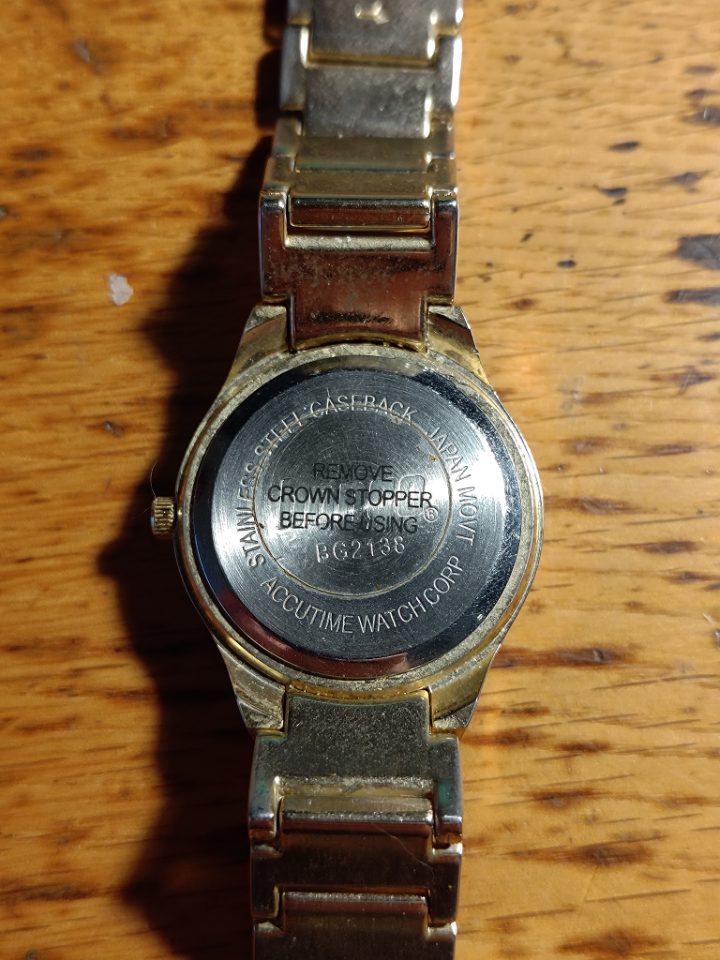 STAINLESS STEEL CASEBACK JAPAN MOVT
REMOVE
CROWN STOPPER
BEFORE USING
®
BG2138
ACCUTIME WATCH CORP